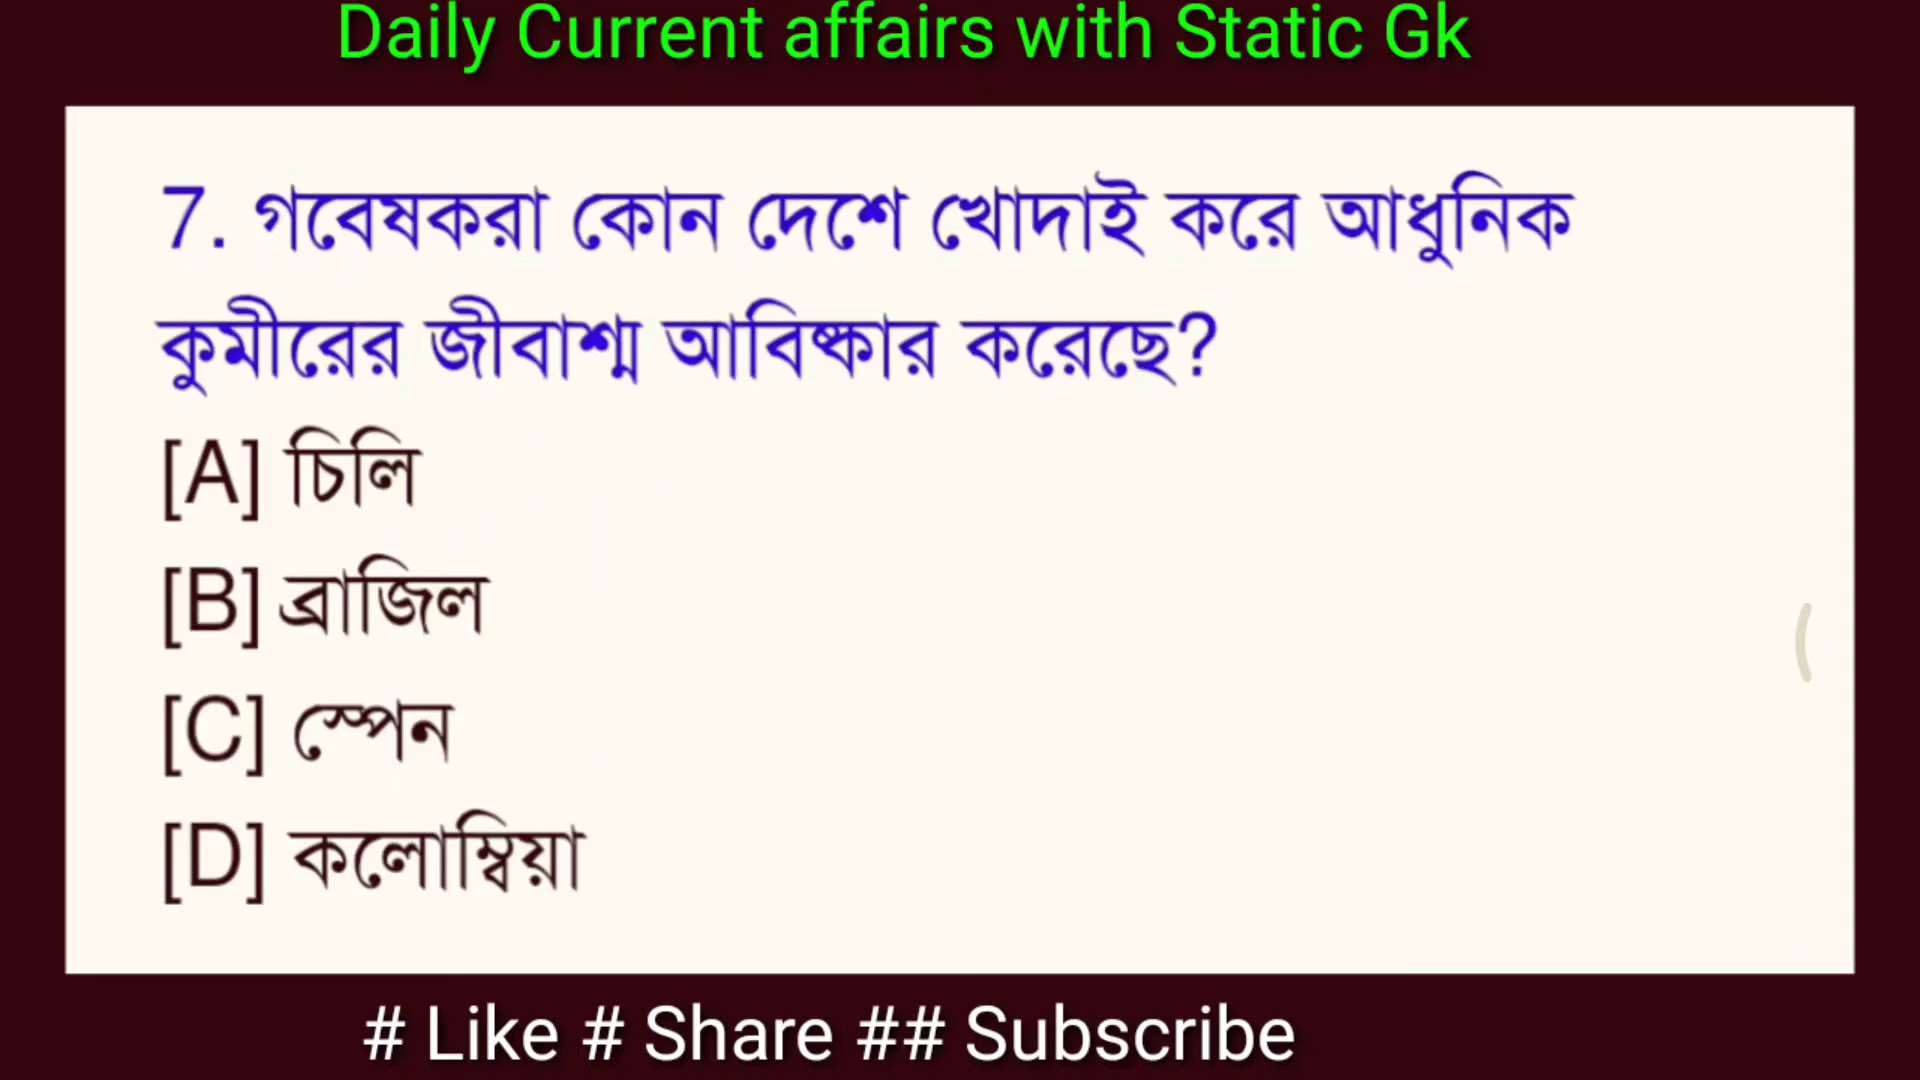 Daily Current affairs with Static Gk
7. গবেষকরা কোন দেশে খোদাই করে আধুনিক
কুমীরের জীবাশ্ম আবিষ্কার করেছে?
[A] চিলি
[B] ব্রাজিল
[C] স্পেন
[D] কলোম্বিয়া
# Like # Share ## Subscribe